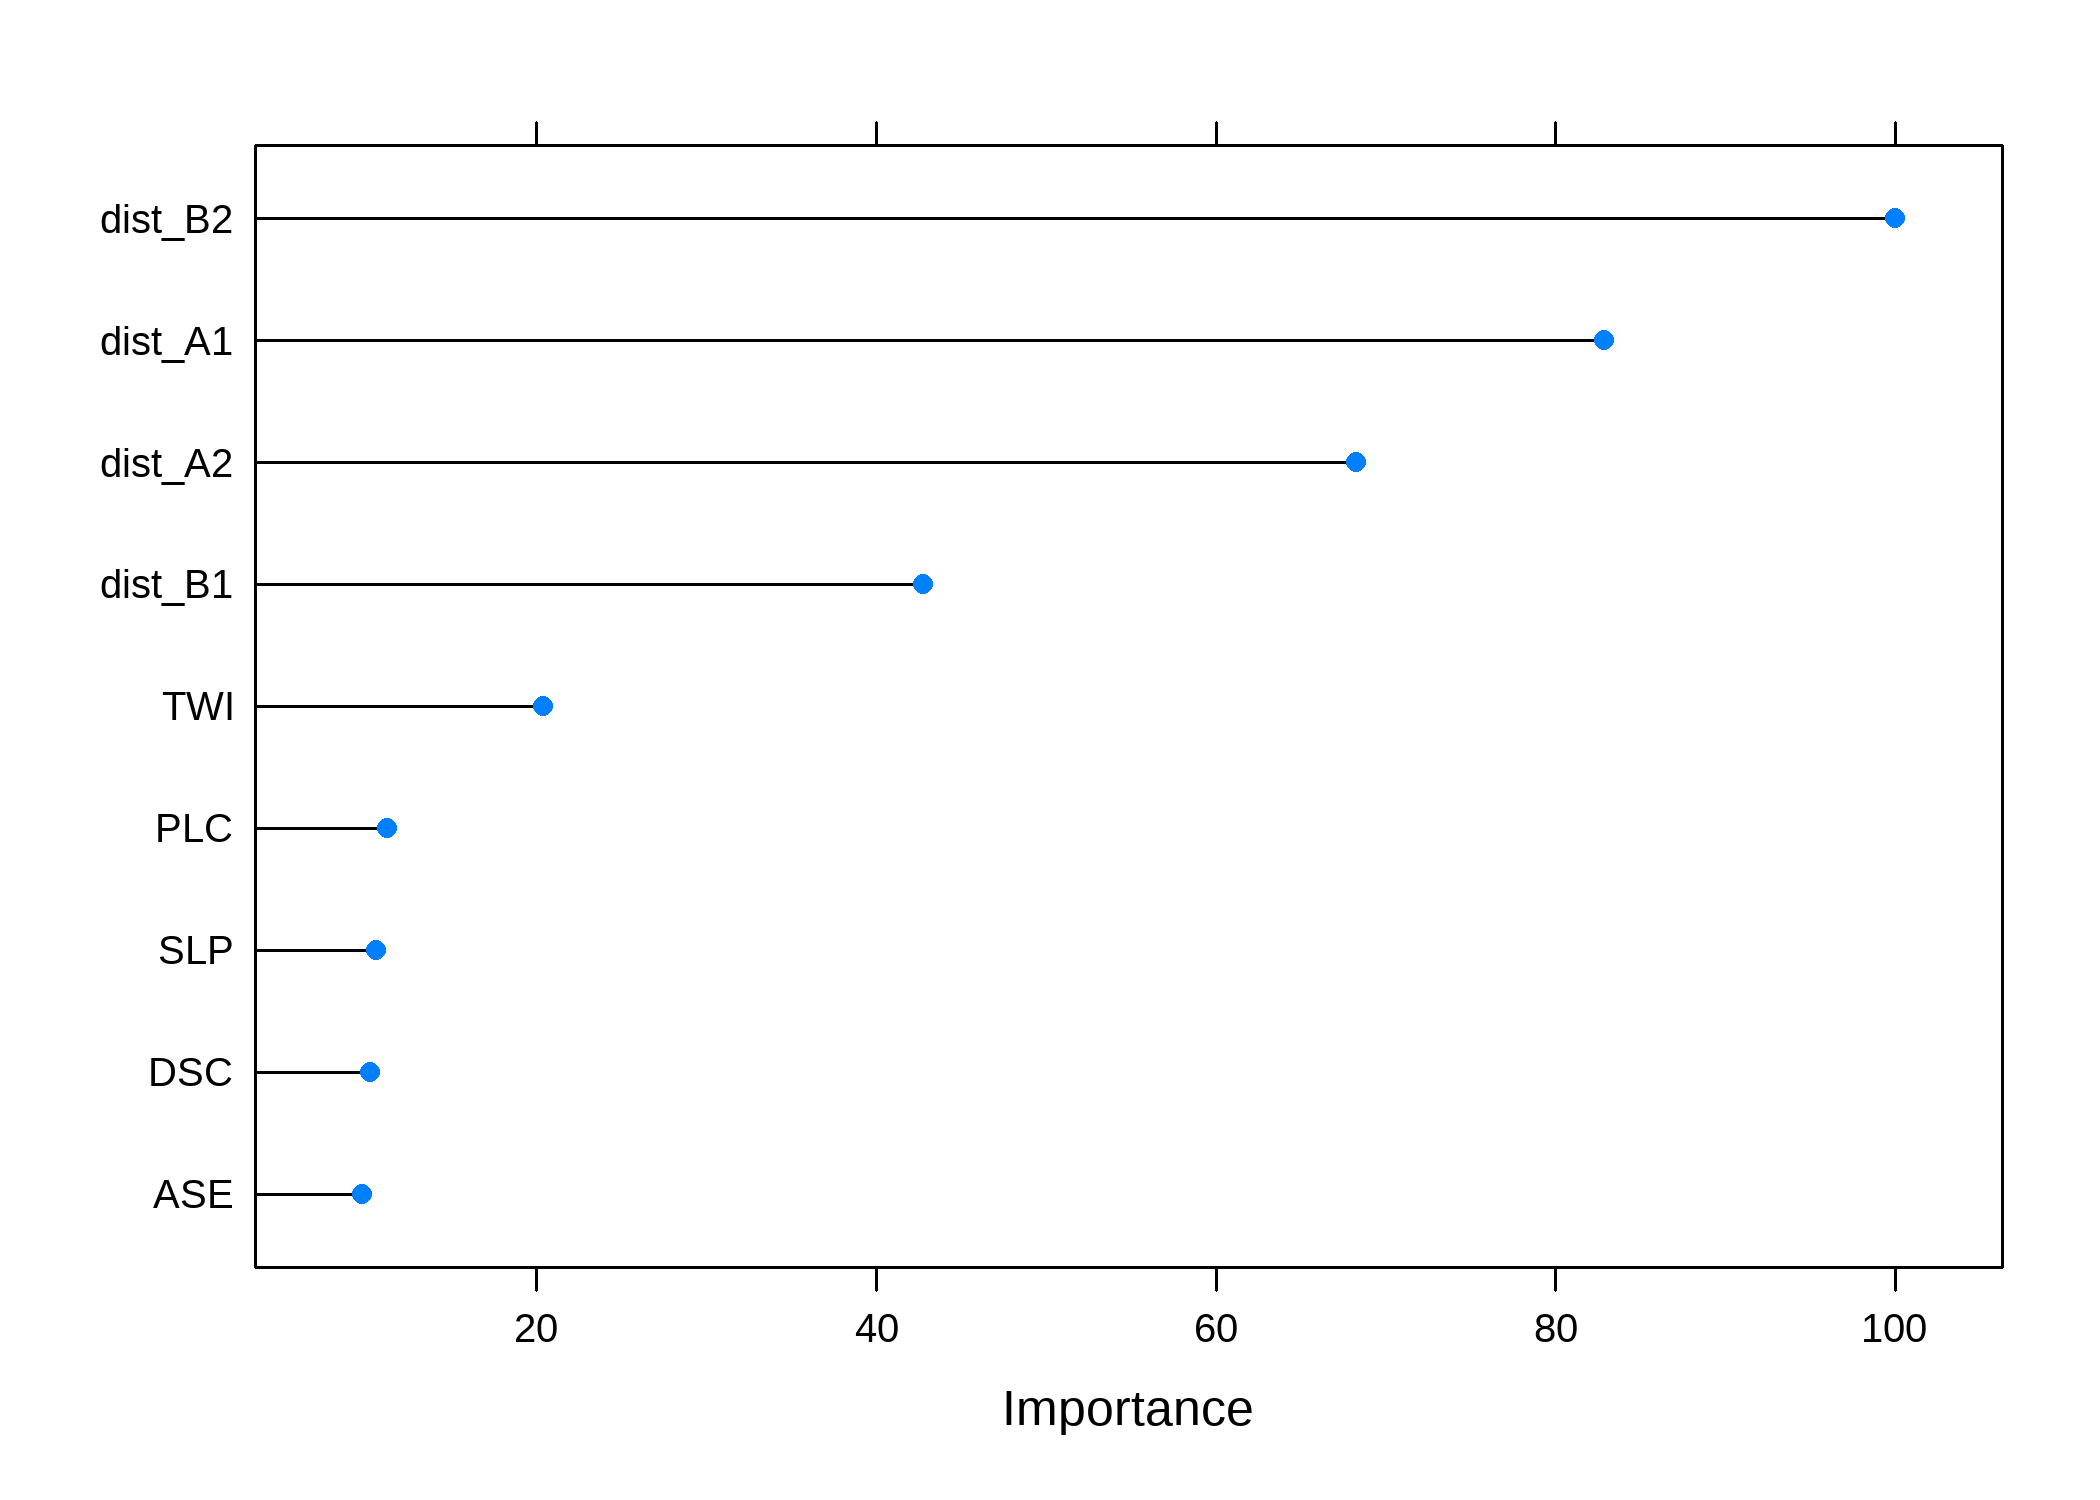 dist_B2
dist_A1
dist_A2
dist_B1
TWI
PLC
SLP
DSC
ASE
20 40 60 80 100
Importance